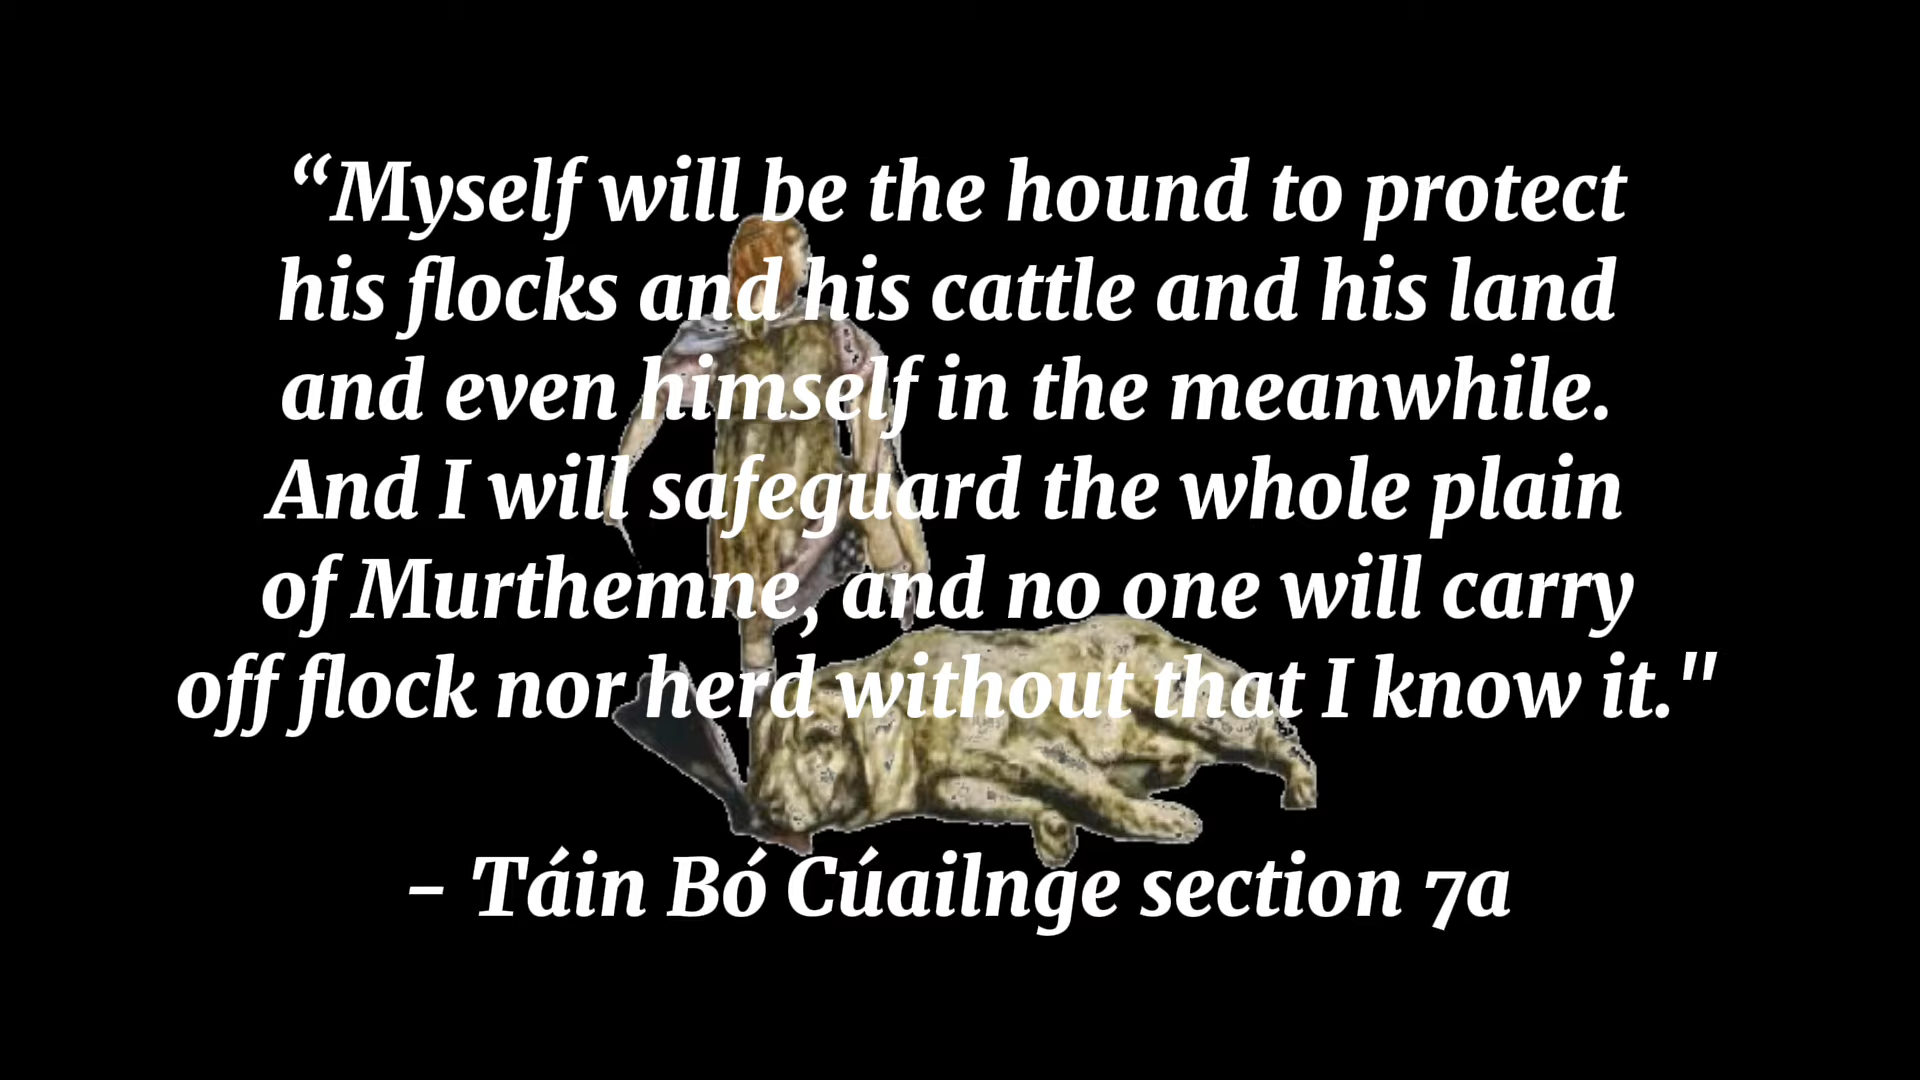 “Myself will be the hound to protect
his flocks and his cattle and his land
and even himself in the meanwhile.
And I will safeguard the whole plain
of Murthemne, and no one will carry
off flock nor herd without that I know it."
– Táin Bó Cúailnge section 7a